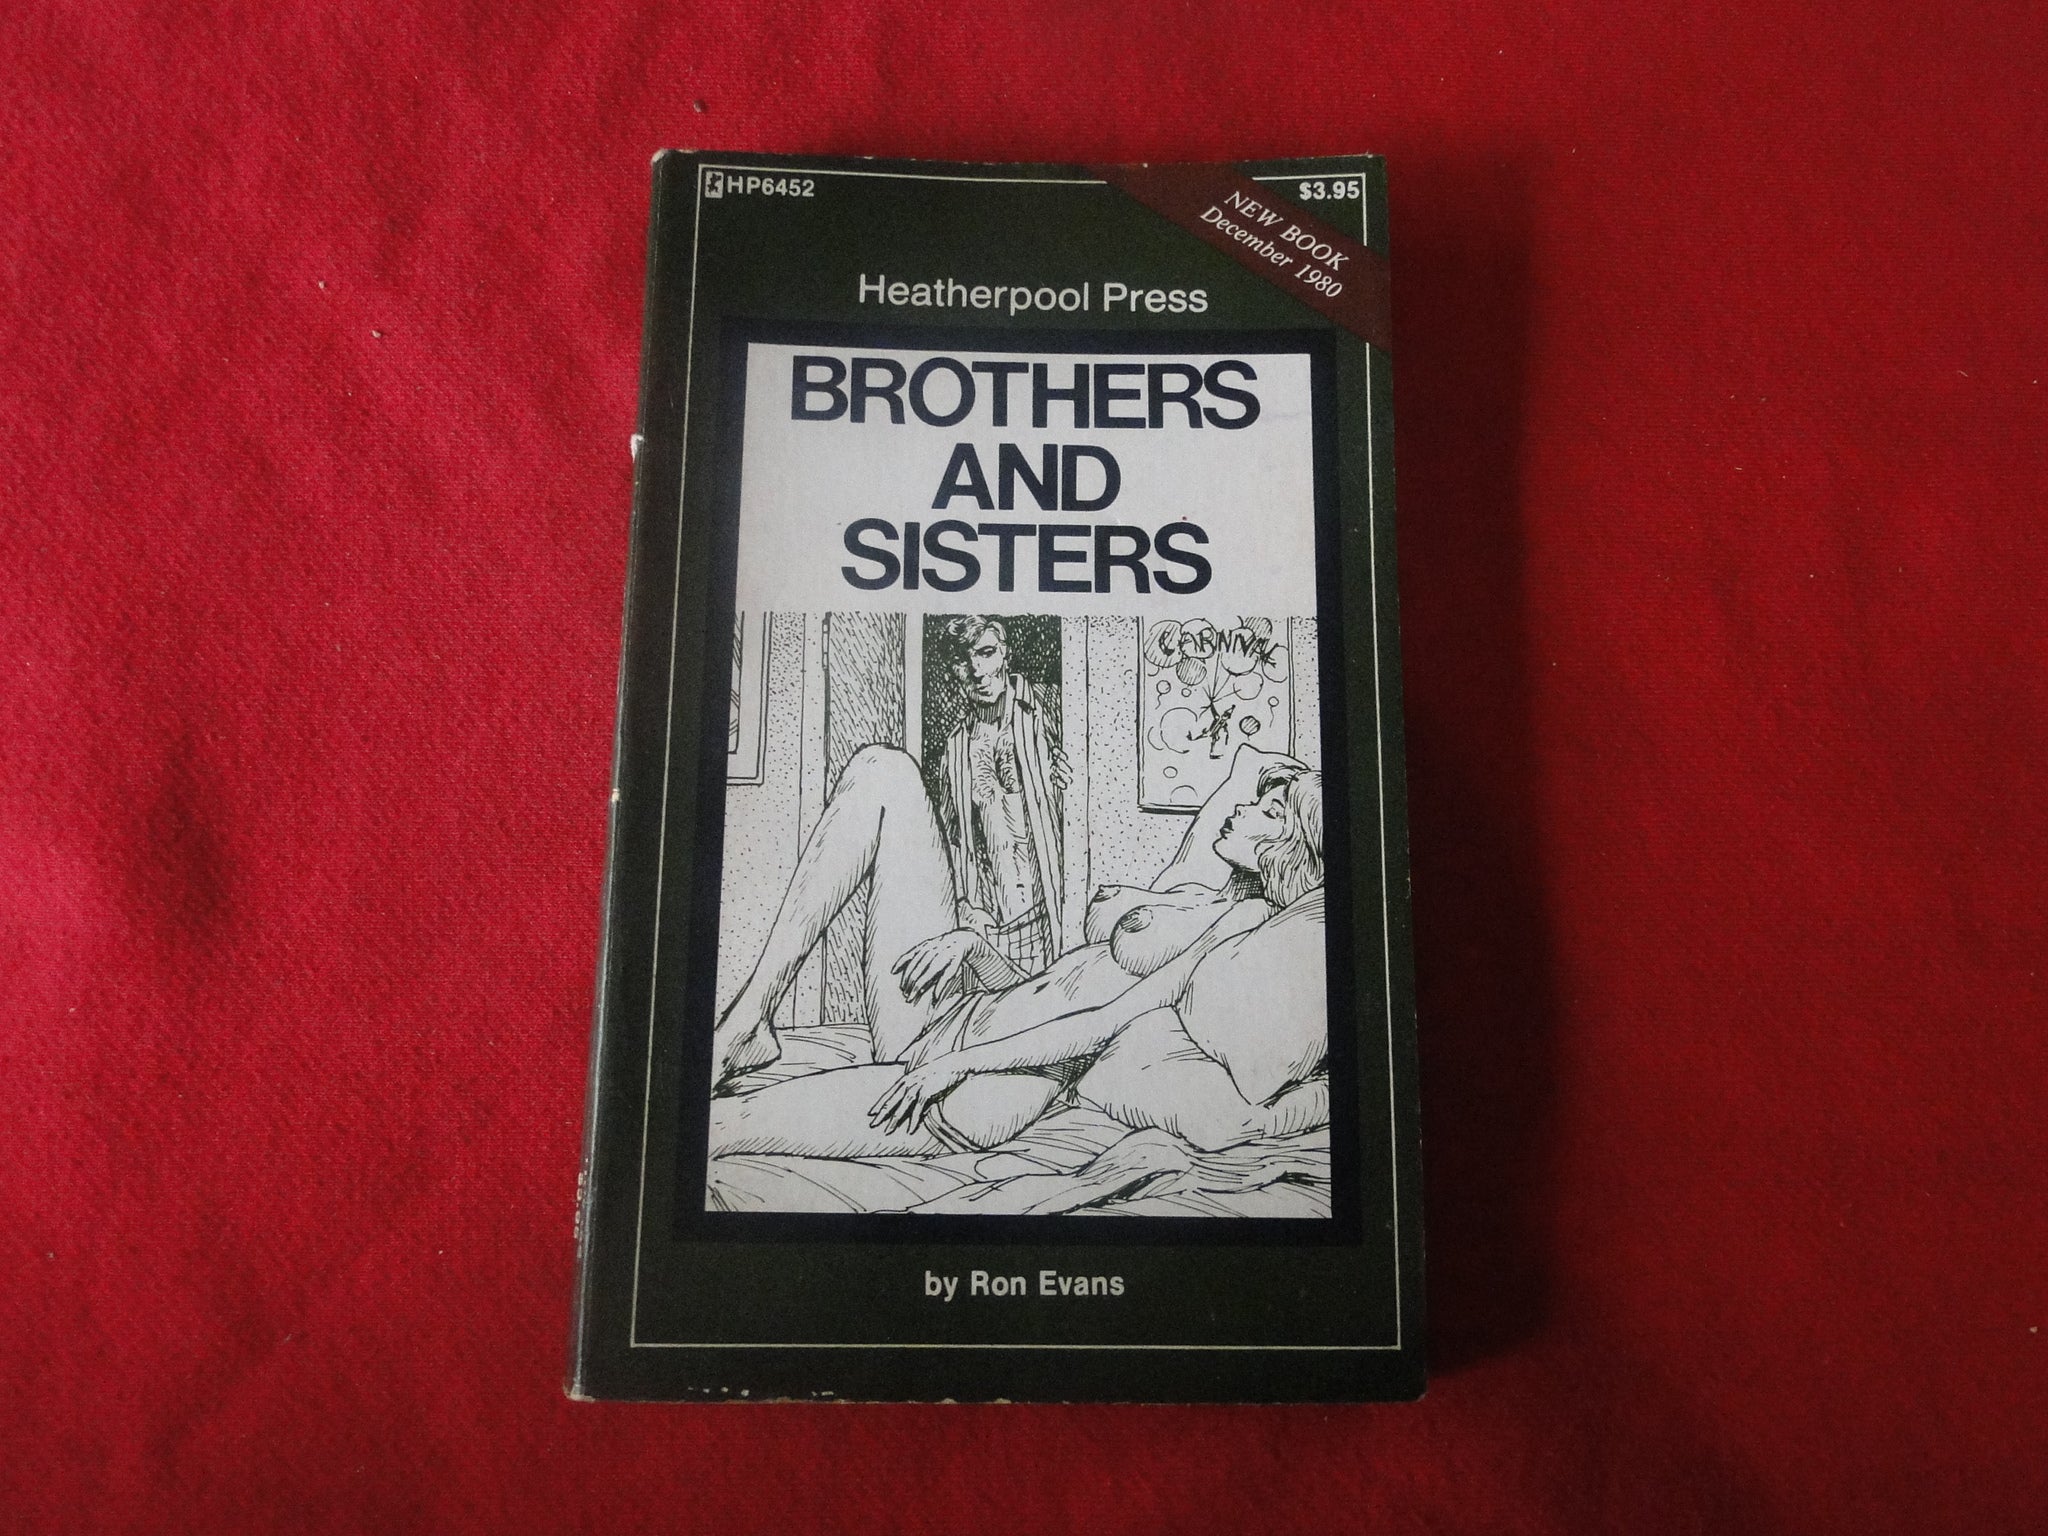 HP6452
$3.95
NEW BOOK
December 1980
Heatherpool Press
BROTHERS
AND
SISTERS
CARNIVAL
by Ron Evans